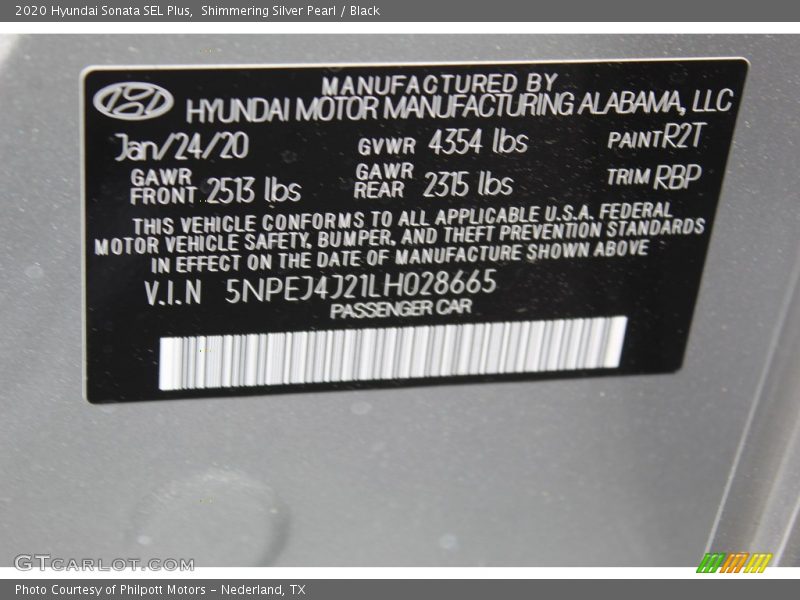 2020 Hyundai Sonata SEL Plus, Shimmering Silver Pearl / Black
MANUFACTURED BY
HYUNDAI MOTOR MANUFACTURING ALABAMA, LLC
Jan/24/20 GVWR 4354 lbs PAINT R2T
GAWR FRONT 2513 lbs GAWR REAR 2315 lbs TRIM RBP
THIS VEHICLE CONFORMS TO ALL APPLICABLE U.S.A. FEDERAL
MOTOR VEHICLE SAFETY, BUMPER, AND THEFT PREVENTION STANDARDS
IN EFFECT ON THE DATE OF MANUFACTURE SHOWN ABOVE
V.I.N 5NPEJ4J21LH028665
PASSENGER CAR
GTCARLOT.COM
Photo Courtesy of Philpott Motors - Nederland, TX